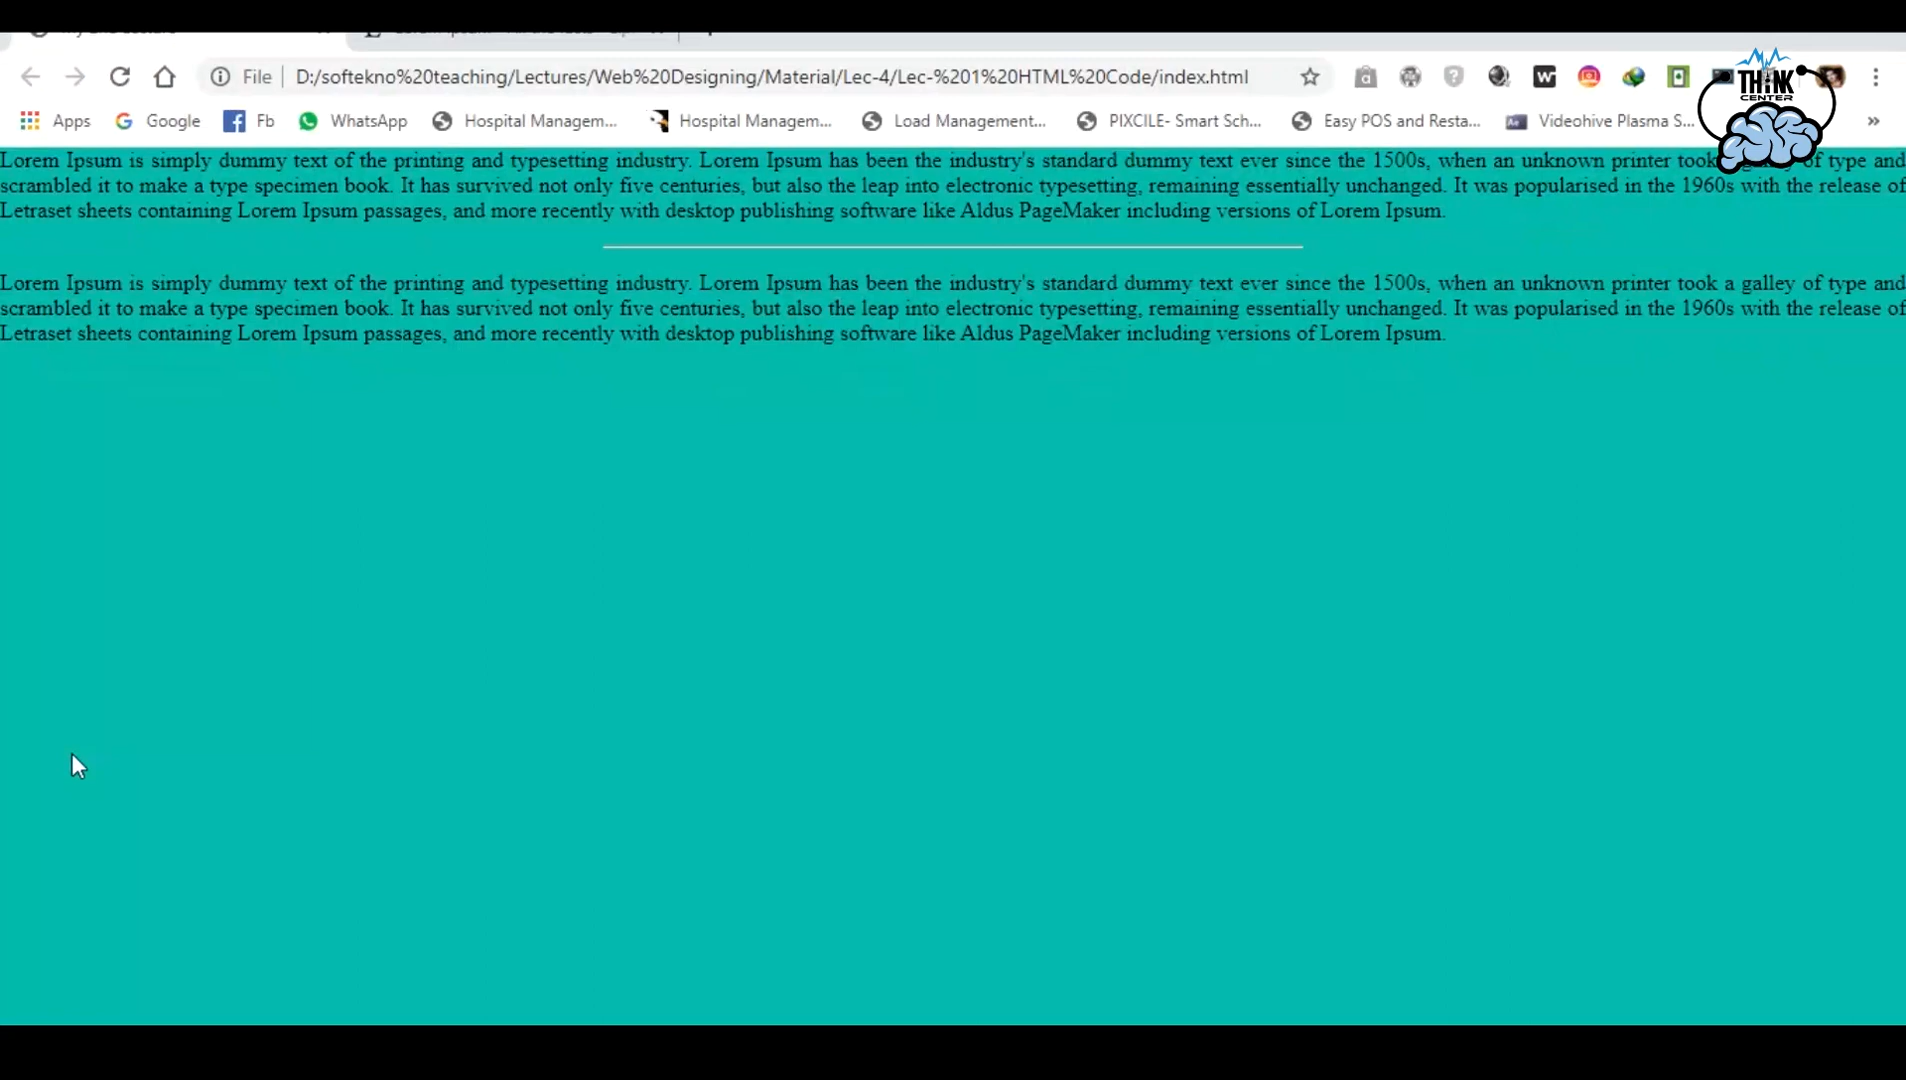 File D:/softekno%20teaching/Lectures/Web%20Designing/Material/Lec-4/Lec-%201%20HTML%20Code/index.html
THiNK
CENTER
Apps Google Fb WhatsApp Hospital Managem... Hospital Managem... Load Management... PIXCILE- Smart Sch... Easy POS and Resta... Videohive Plasma S... »
Lorem Ipsum is simply dummy text of the printing and typesetting industry. Lorem Ipsum has been the industry's standard dummy text ever since the 1500s, when an unknown printer took of type and
scrambled it to make a type specimen book. It has survived not only five centuries, but also the leap into electronic typesetting, remaining essentially unchanged. It was popularised in the 1960s with the release of
Letraset sheets containing Lorem Ipsum passages, and more recently with desktop publishing software like Aldus PageMaker including versions of Lorem Ipsum.
Lorem Ipsum is simply dummy text of the printing and typesetting industry. Lorem Ipsum has been the industry's standard dummy text ever since the 1500s, when an unknown printer took a galley of type and
scrambled it to make a type specimen book. It has survived not only five centuries, but also the leap into electronic typesetting, remaining essentially unchanged. It was popularised in the 1960s with the release of
Letraset sheets containing Lorem Ipsum passages, and more recently with desktop publishing software like Aldus PageMaker including versions of Lorem Ipsum.